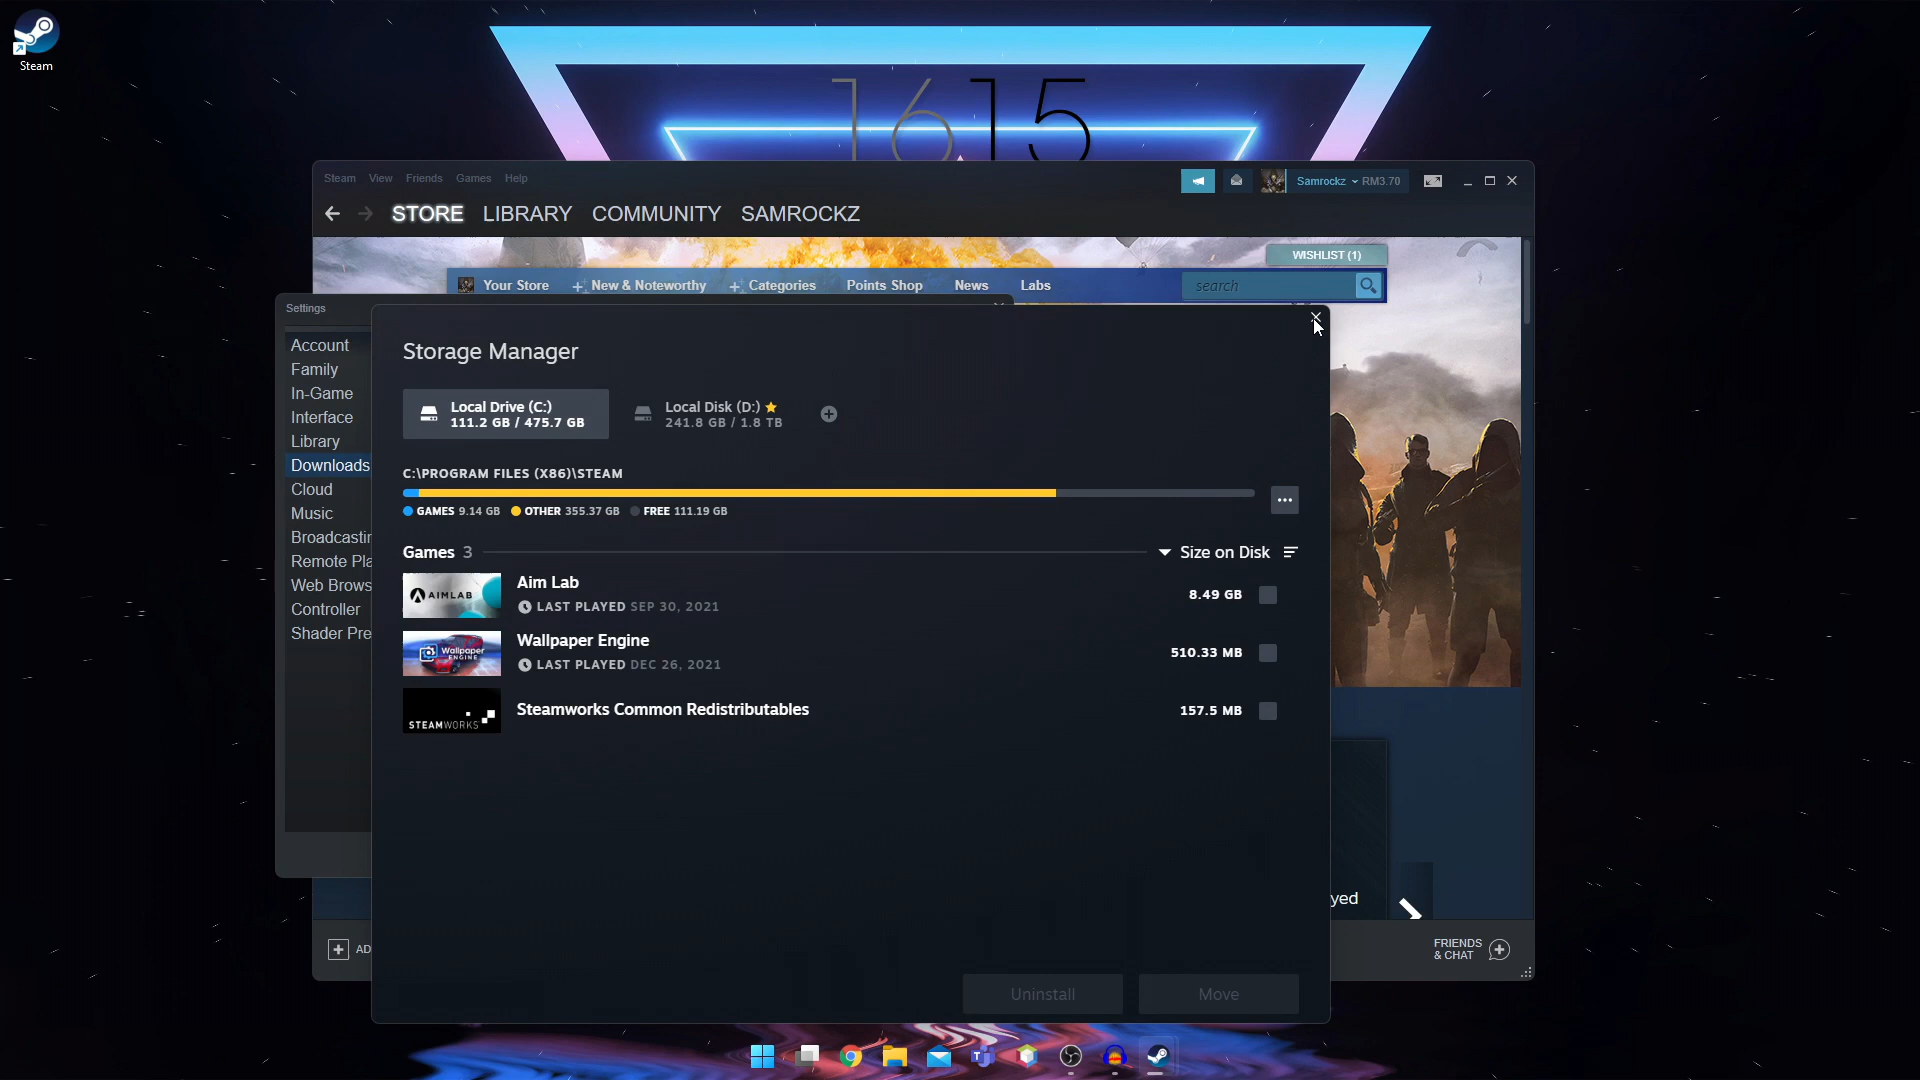 Steam
1615
Steam View Friends Games Help
Samrockz RM3.70
STORE LIBRARY COMMUNITY SAMROCKZ
WISHLIST (1)
Your Store New & Noteworthy Categories Points Shop News Labs
search
Settings
Account
Family
In-Game
Interface
Library
Downloads
Cloud
Music
Broadcastin
Remote Pla
Web Brows
Controller
Shader Pre
Storage Manager
Local Drive (C:)
111.2 GB / 475.7 GB
Local Disk (D:)
241.8 GB / 1.8 TB
C:\PROGRAM FILES (X86)\STEAM
GAMES 9.14 GB OTHER 355.37 GB FREE 111.19 GB
Games 3
Size on Disk
AIMLAB
Aim Lab
LAST PLAYED SEP 30, 2021
8.49 GB
Wallpaper
ENGINE
Wallpaper Engine
LAST PLAYED DEC 26, 2021
510.33 MB
STEAMWORKS
Steamworks Common Redistributables
157.5 MB
yed
AD
FRIENDS
& CHAT
Uninstall Move